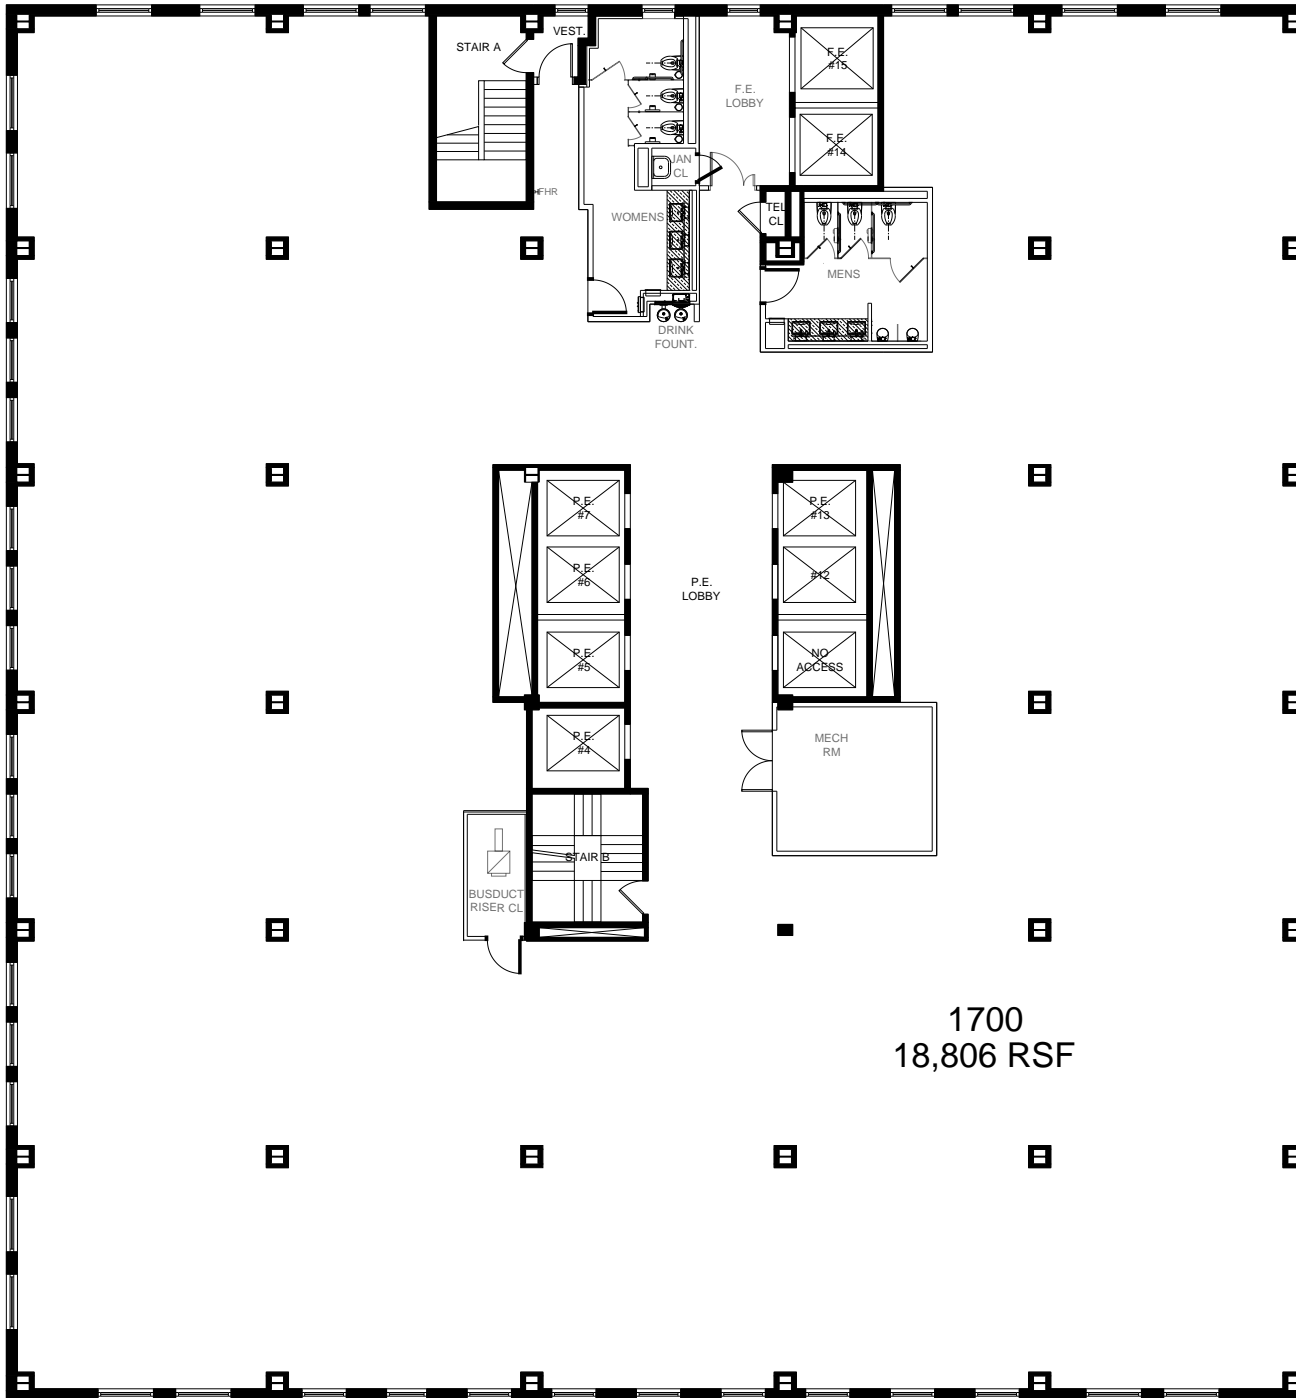 STAIR A
VEST.
F.E.
#15
F.E.
LOBBY
F.E.
#14
JAN
CL
FHR
WOMENS
TEL
CL
MENS
DRINK
FOUNT.
P.E.
#7
P.E.
#13
P.E.
#6
#12
P.E.
LOBBY
P.E.
#5
NO
ACCESS
P.E.
#4
MECH
RM
STAIR B
BUSDUCT
RISER CL
1700
18,806 RSF